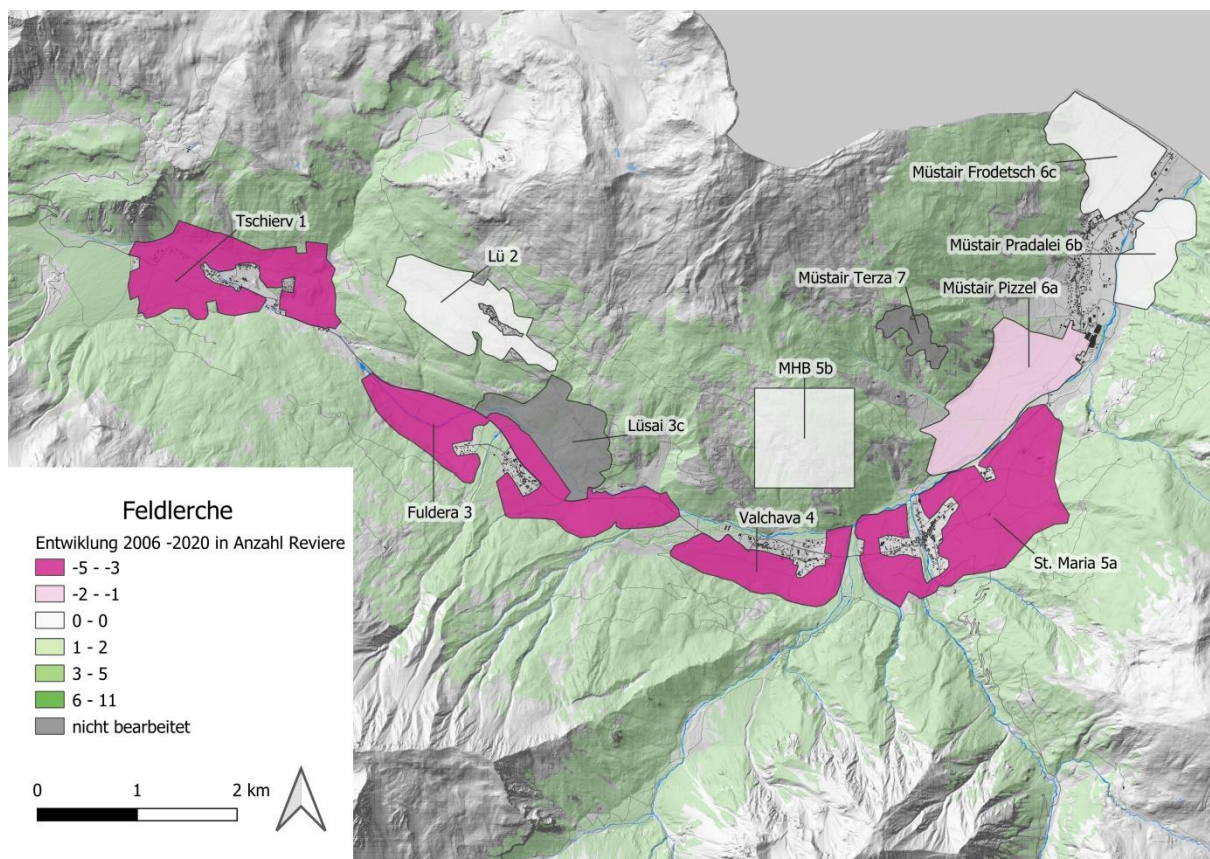 Müstair Frodetsch 6c
Tschierv 1
Lü 2
Müstair Pradalei 6b
Müstair Terza 7
Müstair Pizzel 6a
MHB 5b
Lüsai 3c
Fuldera 3
Valchava 4
St. Maria 5a
Feldlerche
Entwiklung 2006 -2020 in Anzahl Reviere
-5 - -3
-2 - -1
0 - 0
1 - 2
3 - 5
6 - 11
nicht bearbeitet
0 1 2 km